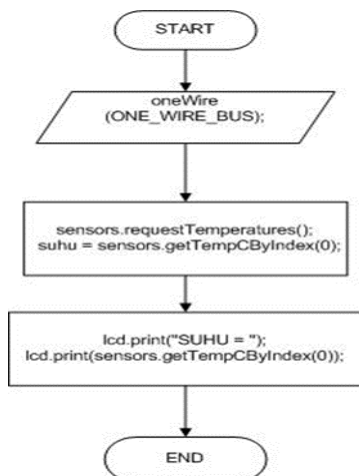 START
oneWire
(ONE_WIRE_BUS);
sensors.requestTemperatures();
suhu = sensors.getTempCByIndex(0);
lcd.print("SUHU = ");
lcd.print(sensors.getTempCByIndex(0));
END